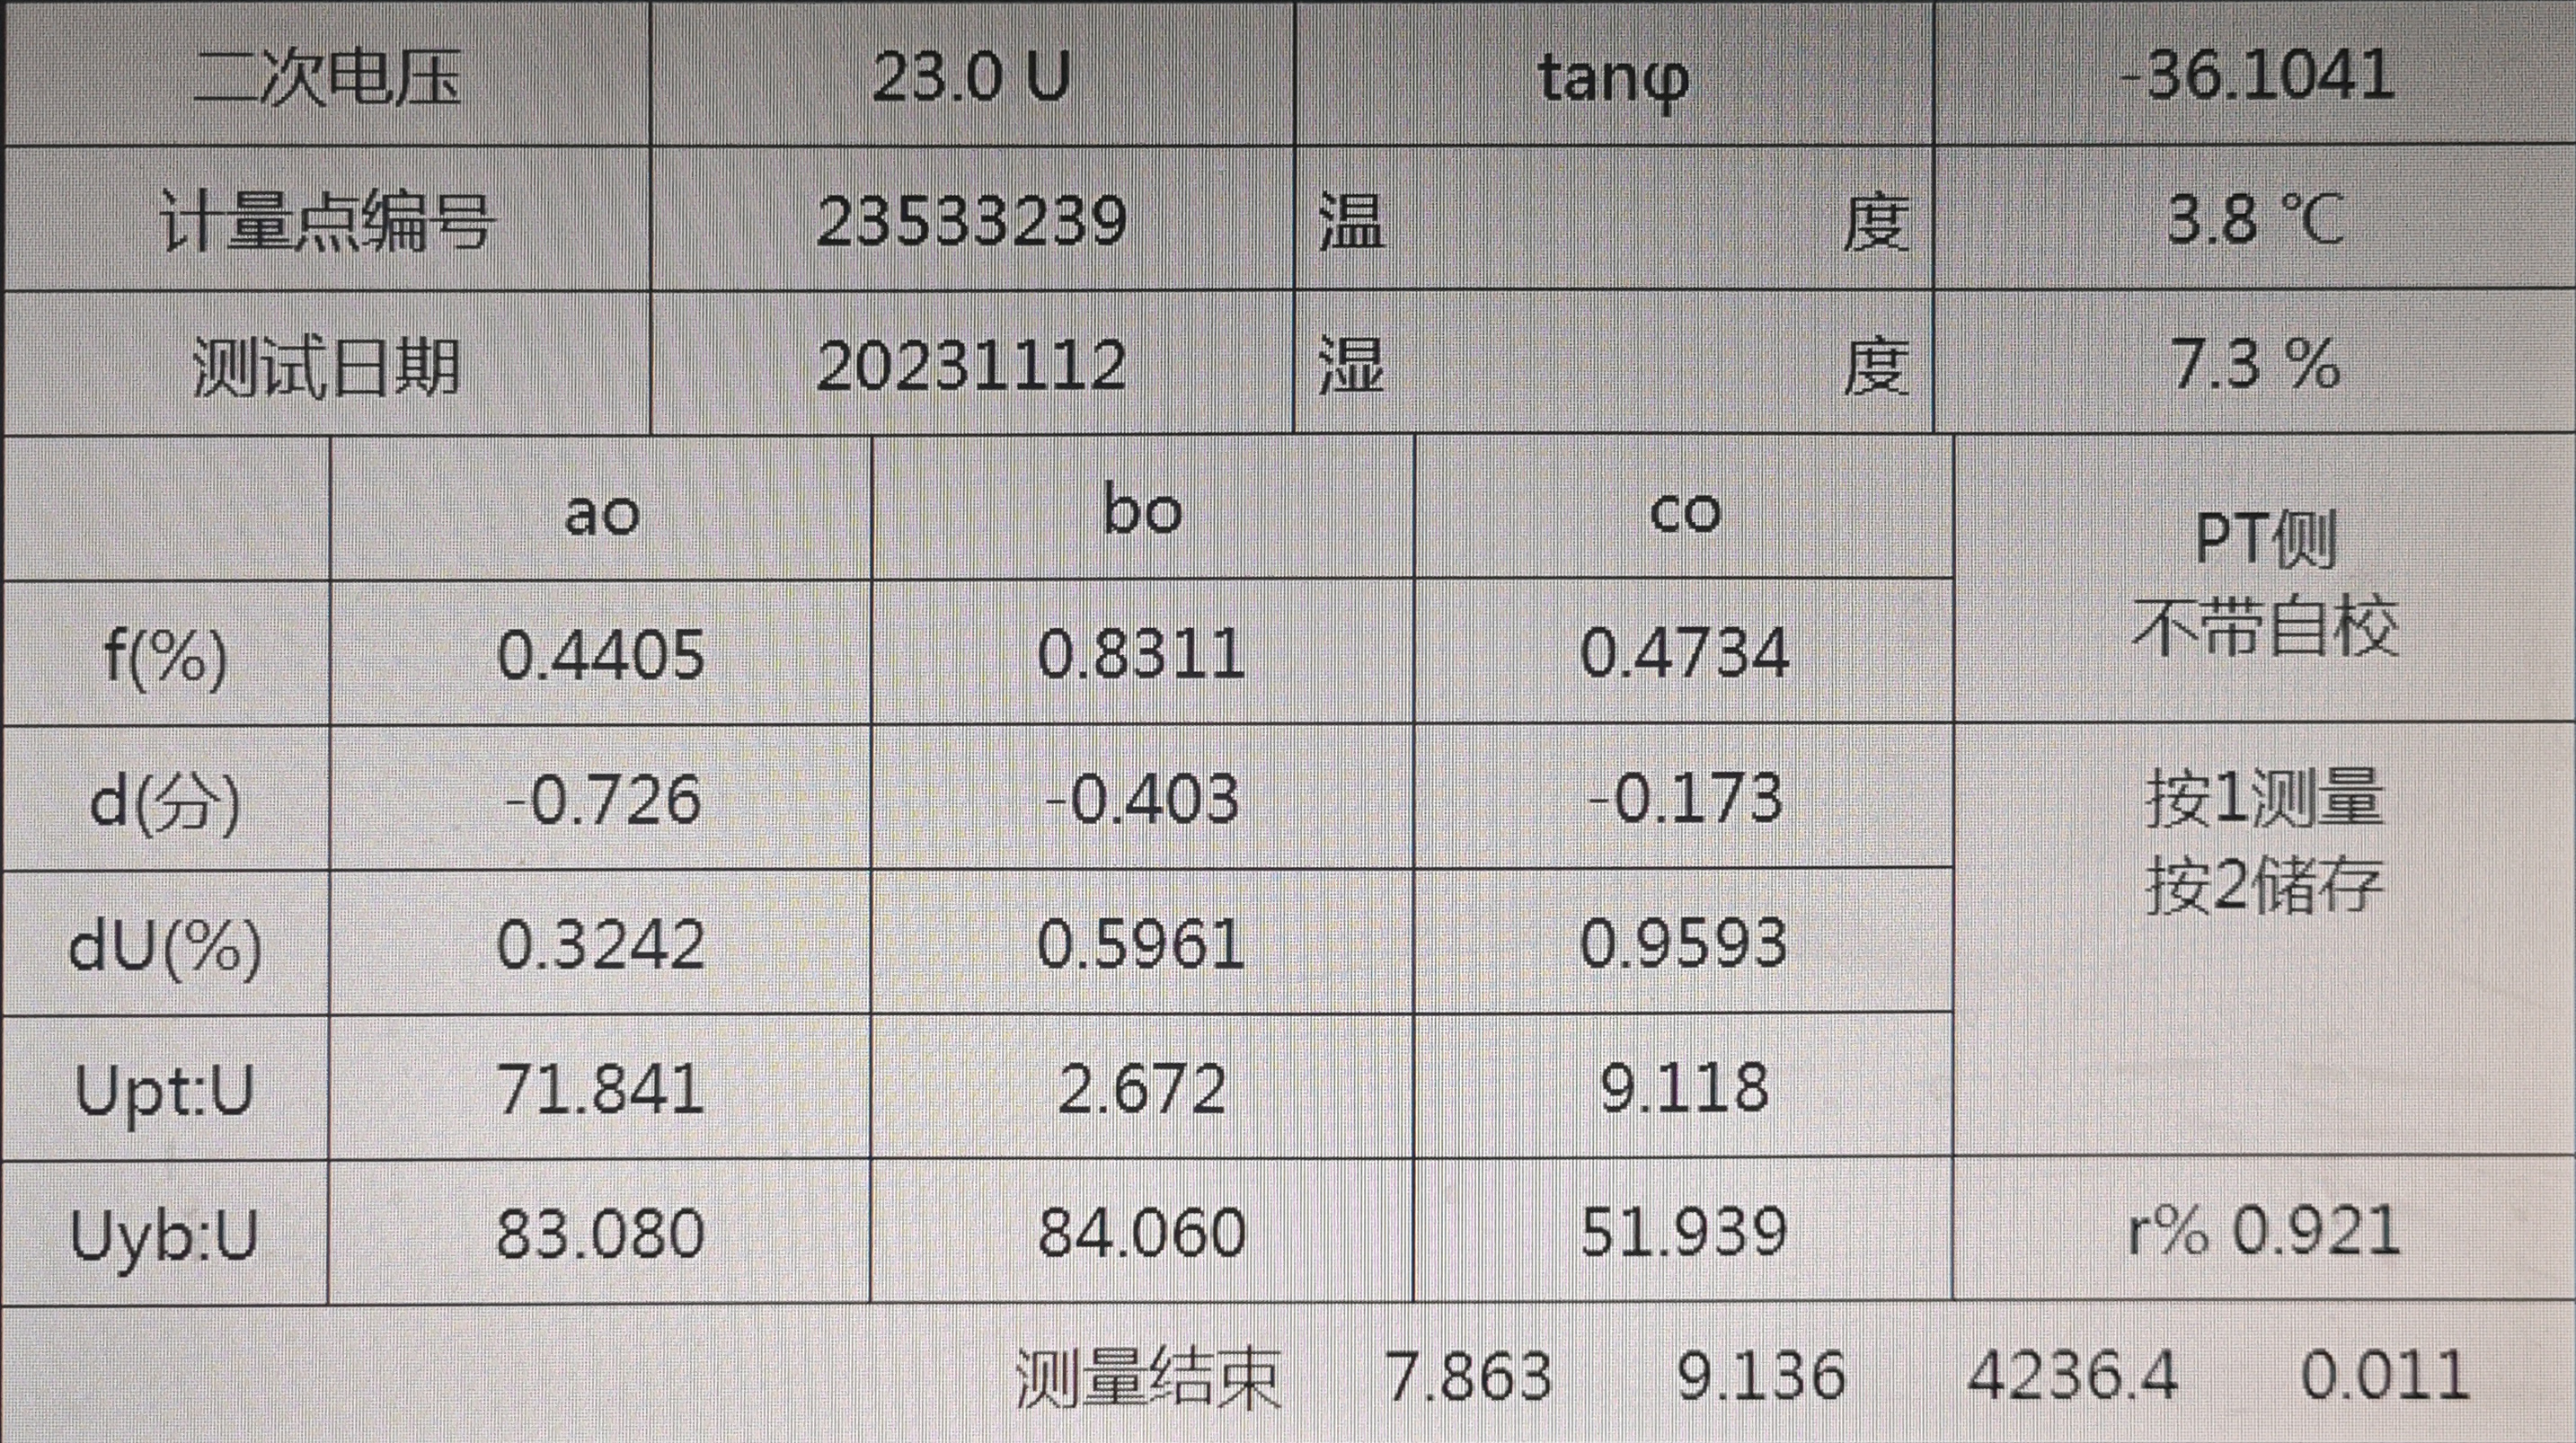 二次电压 23.0 U tanφ -36.1041
计量点编号 23533239 温 度 3.8 ℃
测试日期 20231112 湿 度 7.3 %
ao bo co PT侧
不带自校
f(%) 0.4405 0.8311 0.4734
d(分) -0.726 -0.403 -0.173 按1测量
按2储存
dU(%) 0.3242 0.5961 0.9593
Upt:U 71.841 2.672 9.118
Uyb:U 83.080 84.060 51.939 r% 0.921
测量结束 7.863 9.136 4236.4 0.011